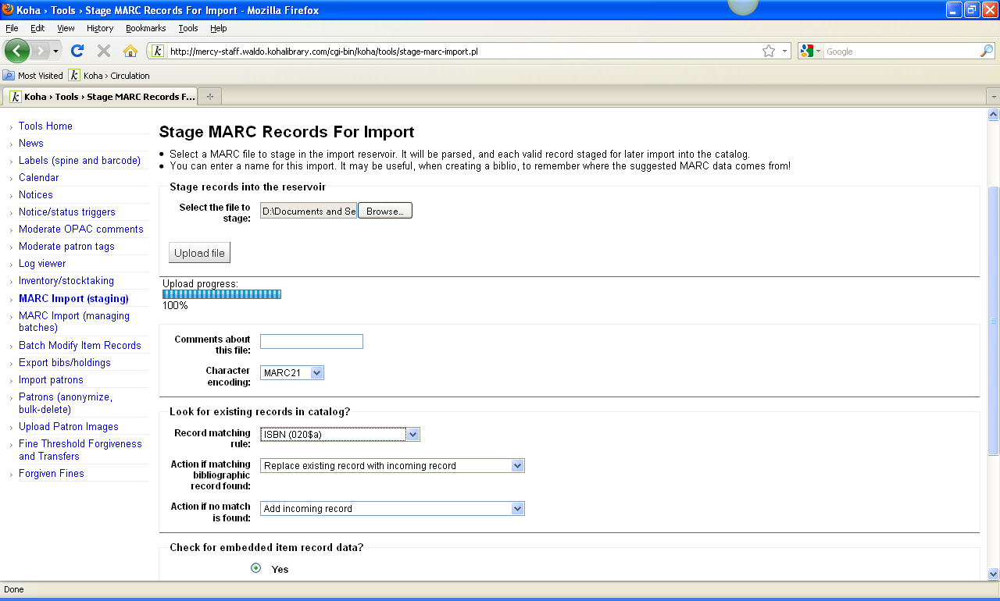 Koha › Tools › Stage MARC Records For Import - Mozilla Firefox
File Edit View History Bookmarks Tools Help
http://mercy-staff.waldo.kohalibrary.com/cgi-bin/koha/tools/stage-marc-import.pl
Google
Most Visited Koha › Circulation
Koha › Tools › Stage MARC Records F...
Tools Home
News
Labels (spine and barcode)
Calendar
Notices
Notice/status triggers
Moderate OPAC comments
Moderate patron tags
Log viewer
Inventory/stocktaking
MARC Import (staging)
MARC Import (managing
batches)
Batch Modify Item Records
Export bibs/holdings
Import patrons
Patrons (anonymize,
bulk-delete)
Upload Patron Images
Fine Threshold Forgiveness
and Transfers
Forgiven Fines
Stage MARC Records For Import
• Select a MARC file to stage in the import reservoir. It will be parsed, and each valid record staged for later import into the catalog.
• You can enter a name for this import. It may be useful, when creating a biblio, to remember where the suggested MARC data comes from!
Stage records into the reservoir
Select the file to
stage:
D:\Documents and Se
Browse...
Upload file
Upload progress:
100%
Comments about
this file:
Character
encoding:
MARC21
Look for existing records in catalog?
Record matching
rule:
ISBN (020$a)
Action if matching
bibliographic
record found:
Replace existing record with incoming record
Action if no match
is found:
Add incoming record
Check for embedded item record data?
Yes
Done